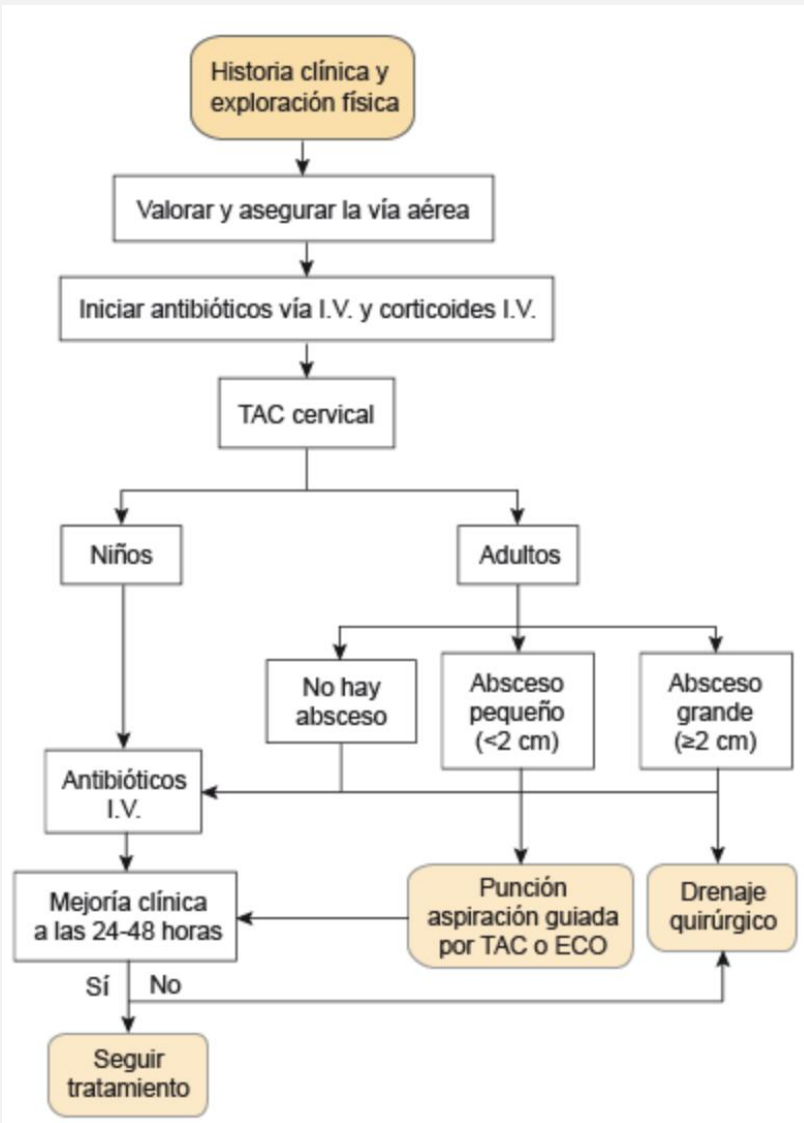 Historia clínica y
exploración física
Valorar y asegurar la vía aérea
Iniciar antibióticos vía I.V. y corticoides I.V.
TAC cervical
Niños
Adultos
No hay
absceso
Absceso
pequeño
(<2 cm)
Absceso
grande
(≥2 cm)
Antibióticos
I.V.
Mejoría clínica
a las 24-48 horas
Punción
aspiración guiada
por TAC o ECO
Drenaje
quirúrgico
Sí
No
Seguir
tratamiento